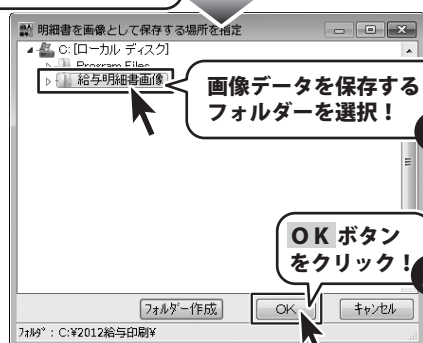 明細書を画像として保存する場所を指定
C:[ローカル ディスク]
Program Files
給与明細書画像
画像データを保存する
フォルダーを選択！
OK ボタン
をクリック！
フォルダー作成
OK
キャンセル
ﾌｫﾙﾀﾞ：C:¥2012給与印刷¥